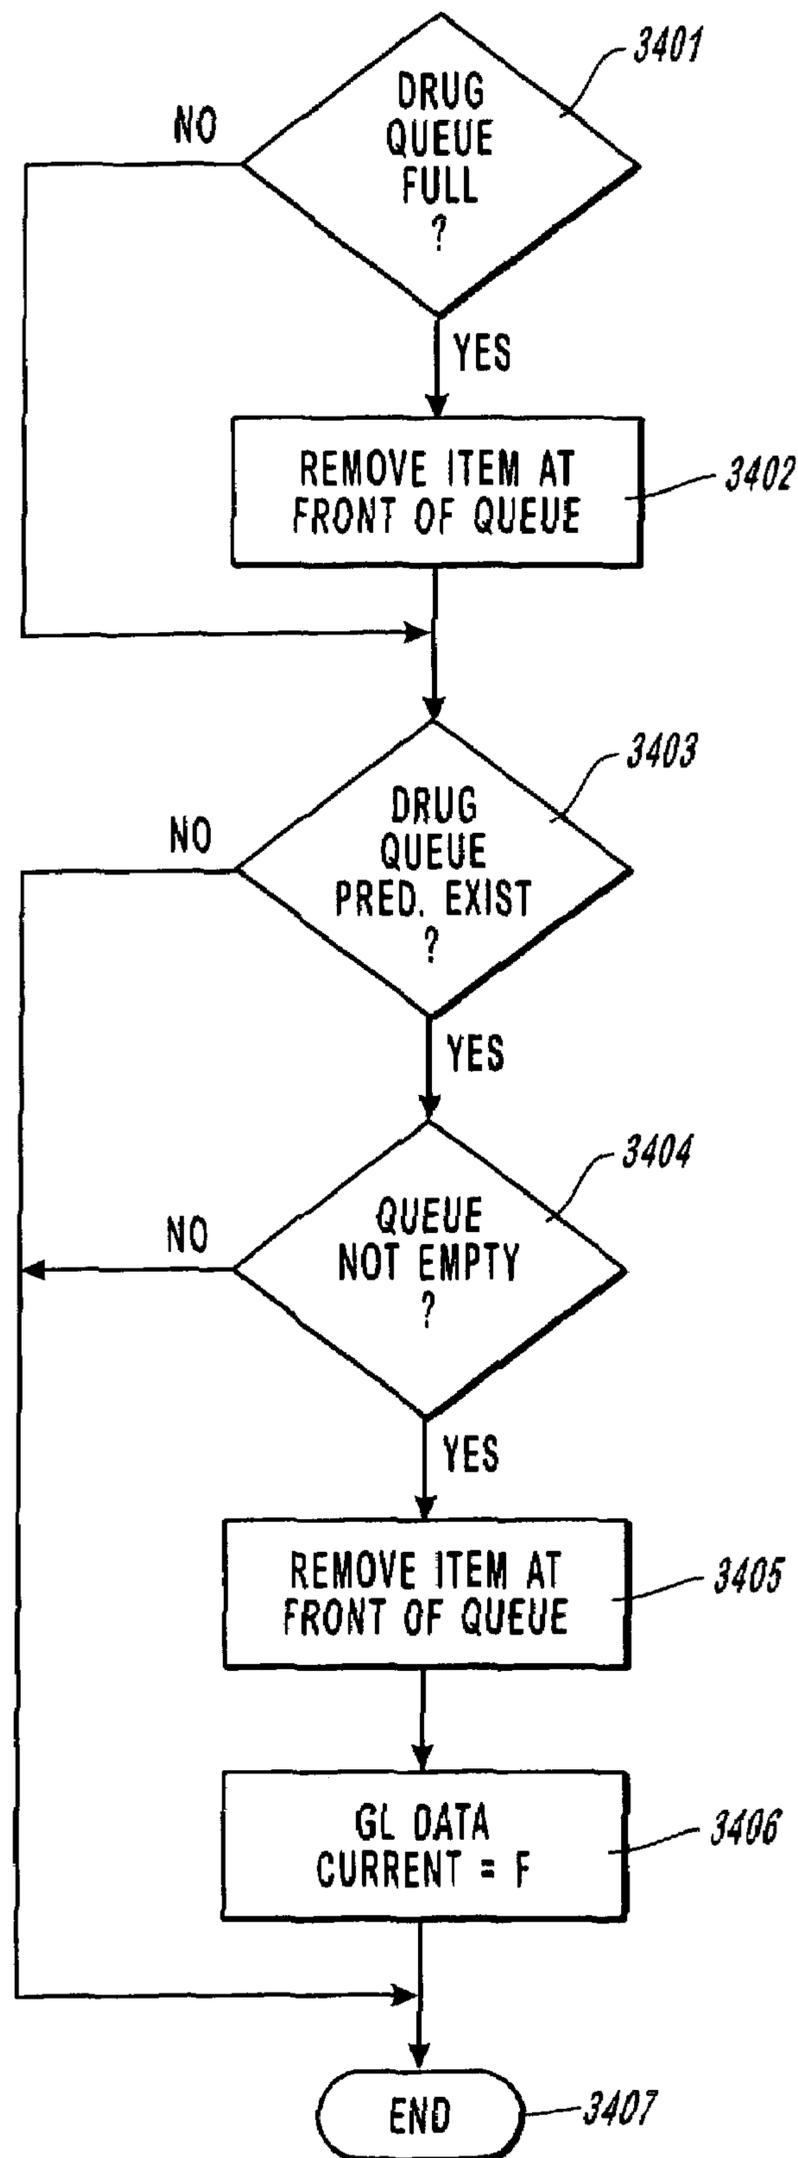 3401
DRUG
QUEUE
FULL
?
NO
YES
REMOVE ITEM AT
FRONT OF QUEUE
3402
3403
DRUG
QUEUE
PRED. EXIST
?
NO
YES
3404
QUEUE
NOT EMPTY
?
NO
YES
REMOVE ITEM AT
FRONT OF QUEUE
3405
GL DATA
CURRENT = F
3406
END
3407